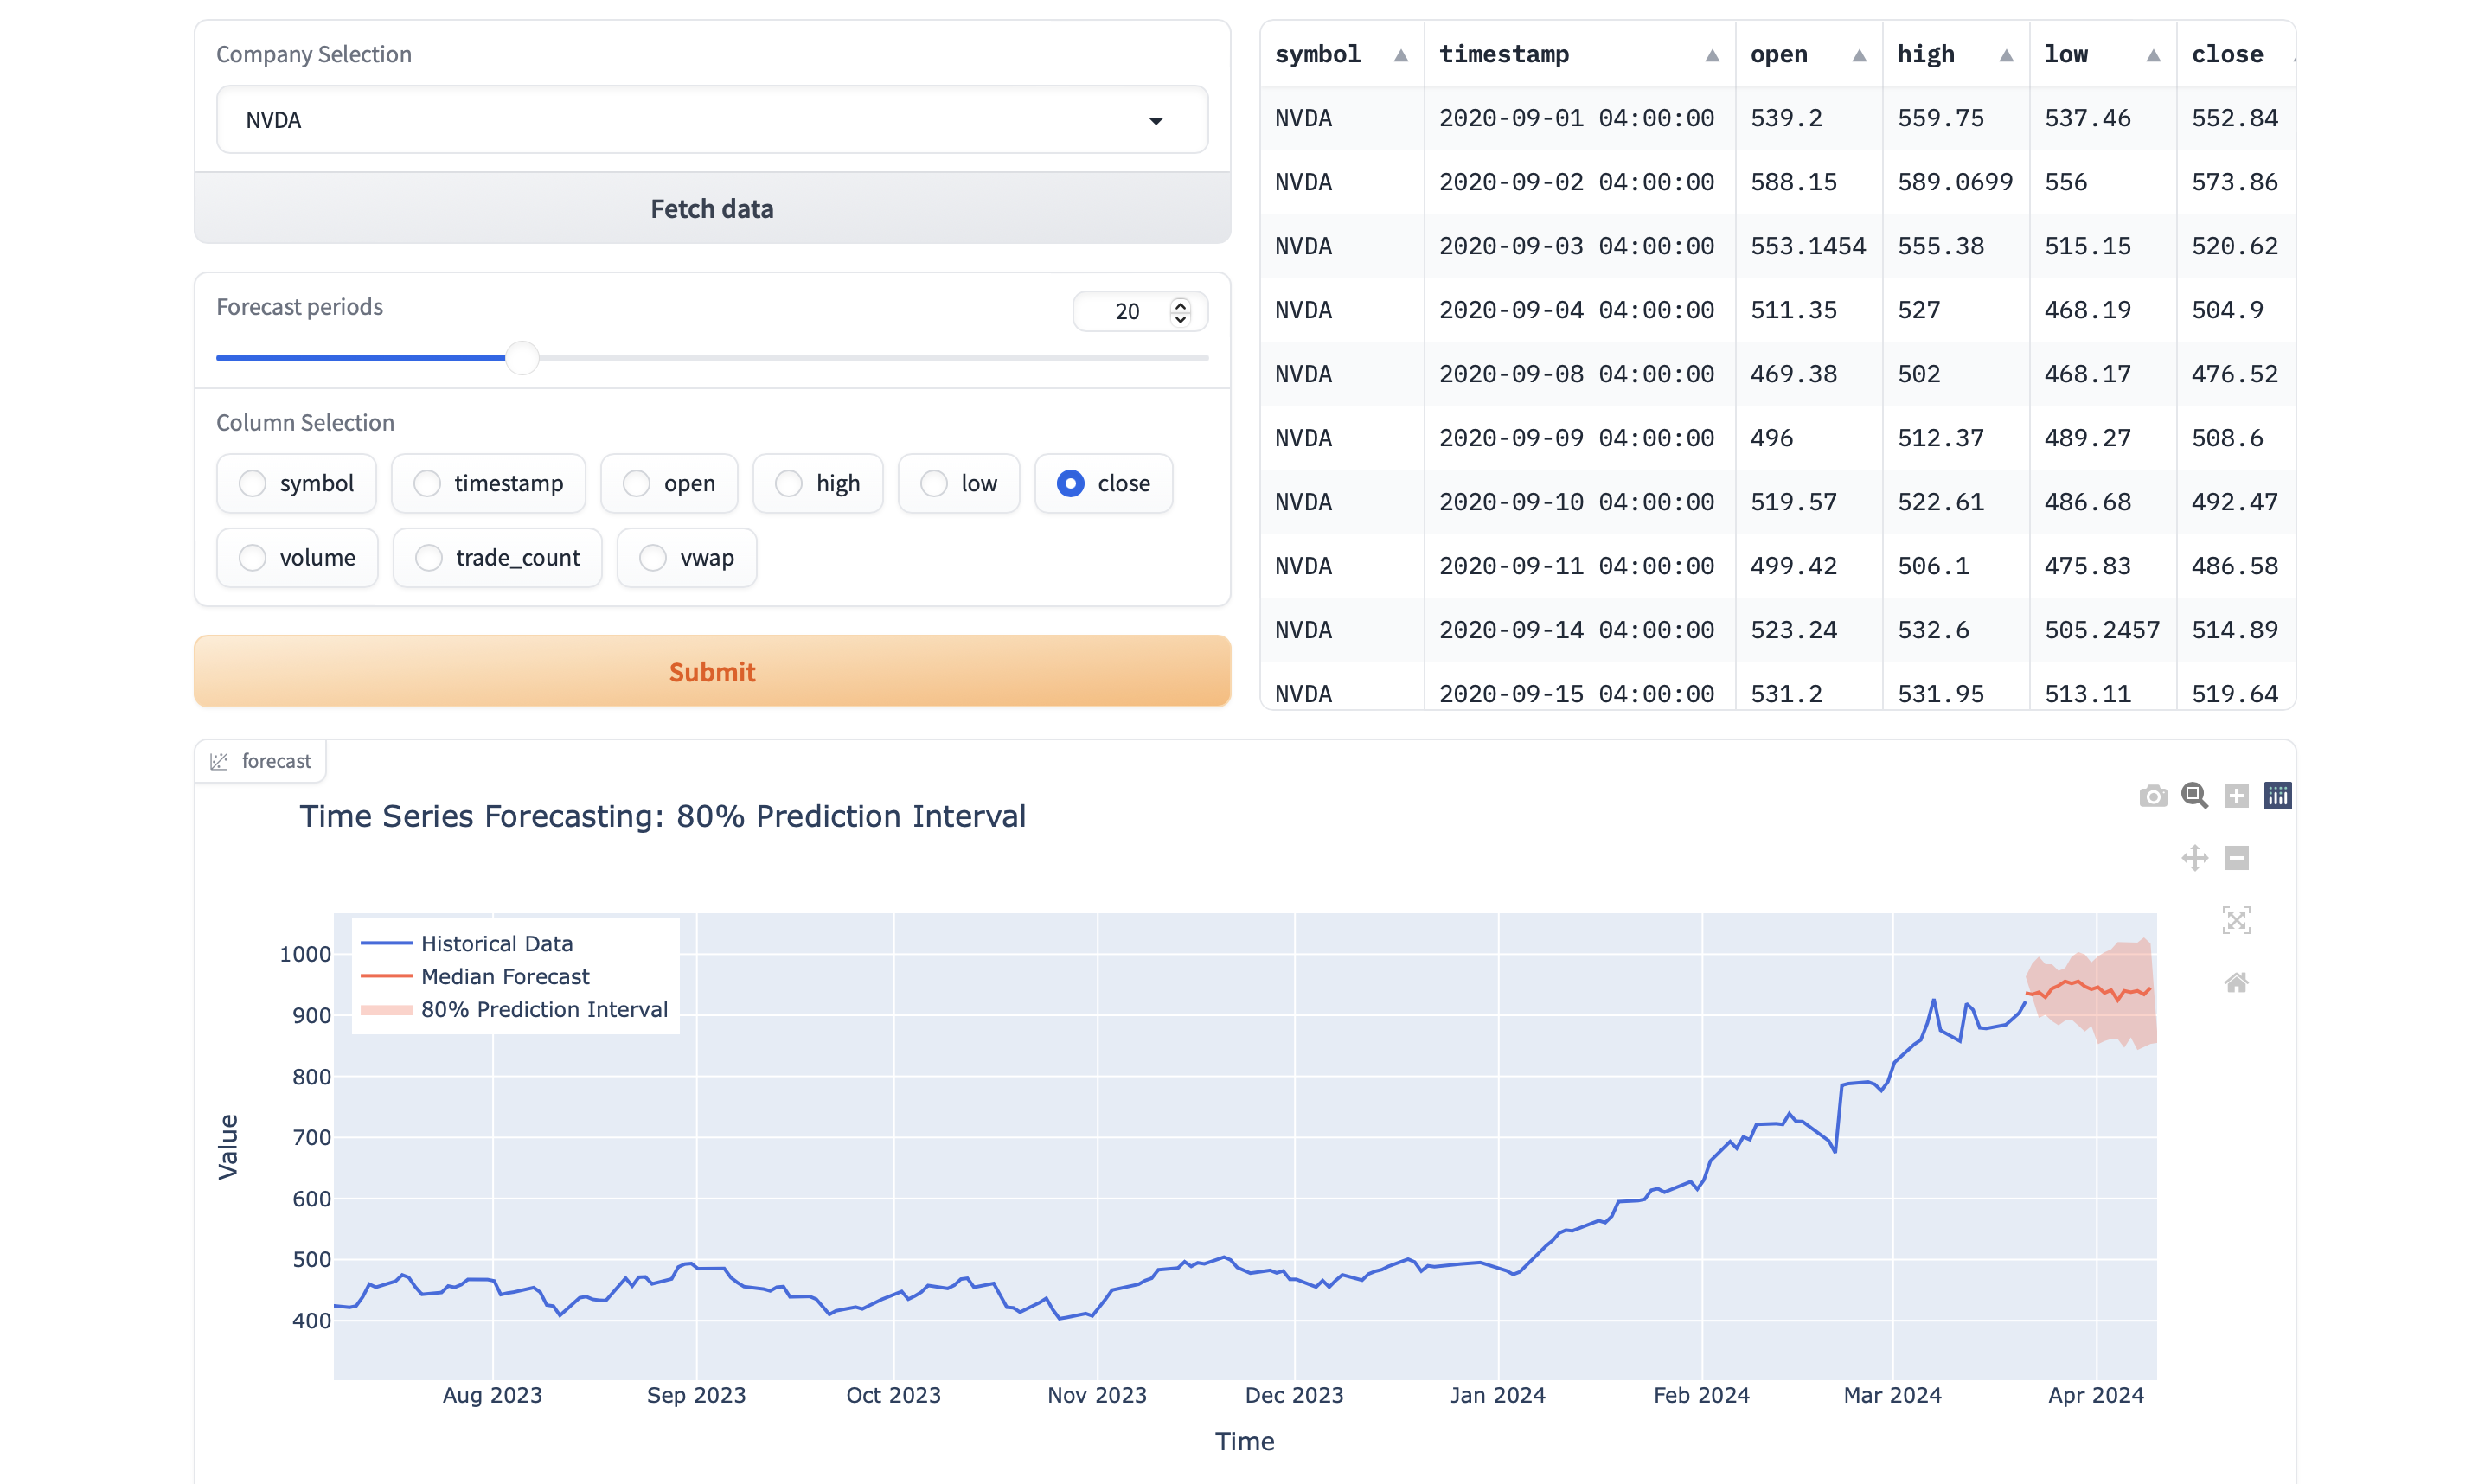 Company Selection
NVDA
Fetch data
Forecast periods
20
Column Selection
symbol timestamp open high low close
volume trade_count vwap
Submit
symbol timestamp open high low close
NVDA 2020-09-01 04:00:00 539.2 559.75 537.46 552.84
NVDA 2020-09-02 04:00:00 588.15 589.0699 556 573.86
NVDA 2020-09-03 04:00:00 553.1454 555.38 515.15 520.62
NVDA 2020-09-04 04:00:00 511.35 527 468.19 504.9
NVDA 2020-09-08 04:00:00 469.38 502 468.17 476.52
NVDA 2020-09-09 04:00:00 496 512.37 489.27 508.6
NVDA 2020-09-10 04:00:00 519.57 522.61 486.68 492.47
NVDA 2020-09-11 04:00:00 499.42 506.1 475.83 486.58
NVDA 2020-09-14 04:00:00 523.24 532.6 505.2457 514.89
NVDA 2020-09-15 04:00:00 531.2 531.95 513.11 519.64
forecast
Time Series Forecasting: 80% Prediction Interval
Historical Data
Median Forecast
80% Prediction Interval
1000
900
800
700
600
500
400
Value
Aug 2023 Sep 2023 Oct 2023 Nov 2023 Dec 2023 Jan 2024 Feb 2024 Mar 2024 Apr 2024
Time